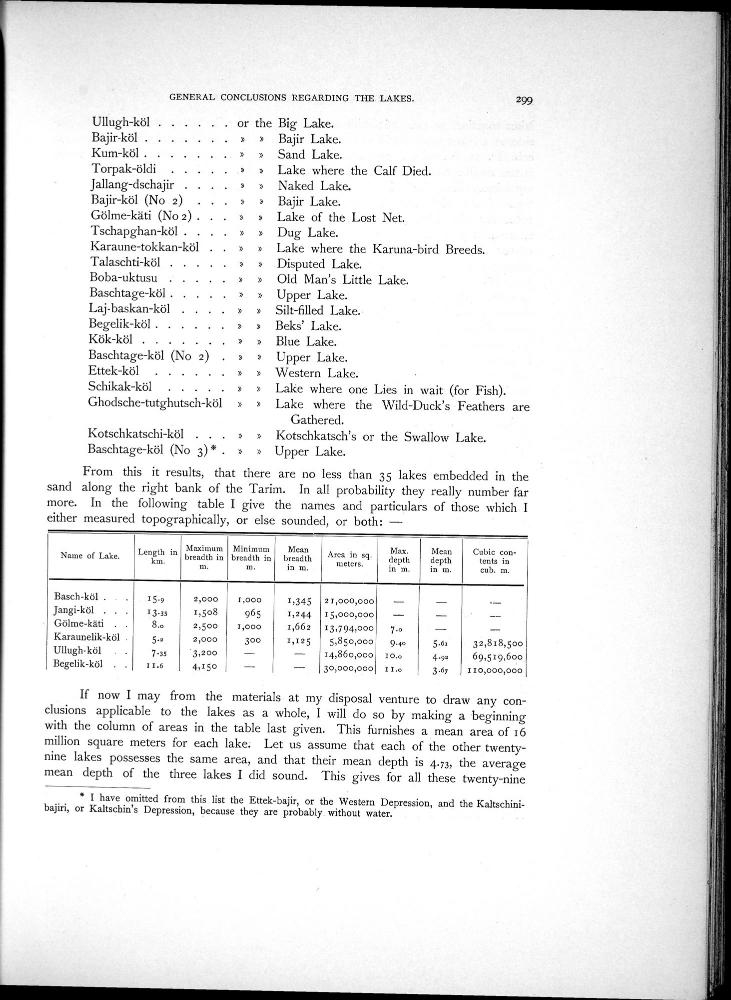 GENERAL CONCLUSIONS REGARDING THE LAKES. 299
Ullugh-köl . . . . . . or the Big Lake.
Bajir-köl . . . . . . . » » Bajir Lake.
Kum-köl . . . . . . . » » Sand Lake.
Torpak-öldi . . . . . » » Lake where the Calf Died.
Jallang-dschajir . . . . » » Naked Lake.
Bajir-köl (No 2) . . . » » Bajir Lake.
Gölme-käti (No 2) . . . » » Lake of the Lost Net.
Tschapghan-köl . . . . » » Dug Lake.
Karaune-tokkan-köl . . » » Lake where the Karuna-bird Breeds.
Talaschti-köl . . . . . » » Disputed Lake.
Boba-uktusu . . . . . » » Old Man's Little Lake.
Baschtage-köl . . . . . » » Upper Lake.
Laj-baskan-köl . . . . » » Silt-filled Lake.
Begelik-köl . . . . . . » » Beks' Lake.
Kök-köl . . . . . . . » » Blue Lake.
Baschtage-köl (No 2) . » » Upper Lake.
Ettek-köl . . . . . . » » Western Lake.
Schikak-köl . . . . . » » Lake where one Lies in wait (for Fish).
Ghodsche-tutghutsch-köl » » Lake where the Wild-Duck's Feathers are
Gathered.
Kotschkatschi-köl . . . » » Kotschkatsch's or the Swallow Lake.
Baschtage-köl (No 3)* . » » Upper Lake.
From this it results, that there are no less than 35 lakes embedded in the
sand along the right bank of the Tarim. In all probability they really number far
more. In the following table I give the names and particulars of those which I
either measured topographically, or else sounded, or both: —
Name of Lake. | Length in km. | Maximum breadth in m. | Minimum breadth in m. | Mean breadth in m. | Area in sq. meters. | Max. depth in m. | Mean depth in m. | Cubic contents in cub. m.
Basch-köl . . . | 15.9 | 2,000 | 1,000 | 1,345 | 21,000,000 | — | — | —
Jangi-köl . . . | 13.35 | 1,508 | 965 | 1,244 | 15,000,000 | — | — | —
Gölme-käti . . | 8.0 | 2,500 | 1,000 | 1,662 | 13,794,000 | 7.0 | — | —
Karaunelik-köl . | 5.2 | 2,000 | 300 | 1,125 | 5,850,000 | 9.40 | 5.61 | 32,818,500
Ullugh-köl . . | 7.35 | 3,200 | — | — | 14,860,000 | 10.0 | 4.92 | 69,519,600
Begelik-köl . . | 11.6 | 4,150 | — | — | 30,000,000 | 11.0 | 3.67 | 110,000,000
If now I may from the materials at my disposal venture to draw any con-
clusions applicable to the lakes as a whole, I will do so by making a beginning
with the column of areas in the table last given. This furnishes a mean area of 16
million square meters for each lake. Let us assume that each of the other twenty-
nine lakes possesses the same area, and that their mean depth is 4.73, the average
mean depth of the three lakes I did sound. This gives for all these twenty-nine
* I have omitted from this list the Ettek-bajir, or the Western Depression, and the Kaltschini-
bajiri, or Kaltschin's Depression, because they are probably without water.